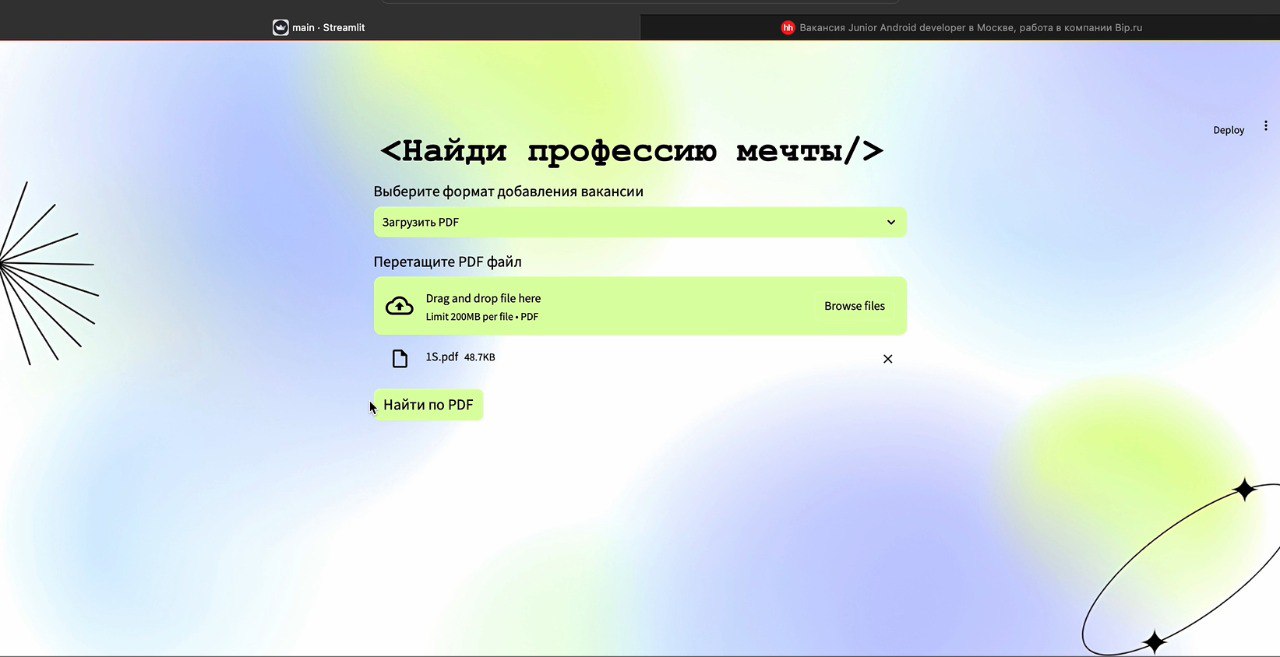 main · Streamlit
hh Вакансия Junior Android developer в Москве, работа в компании Bip.ru
Deploy
<Найди профессию мечты/>
Выберите формат добавления вакансии
Загрузить PDF
Перетащите PDF файл
Drag and drop file here
Limit 200MB per file • PDF
Browse files
1S.pdf 48.7KB
Найти по PDF